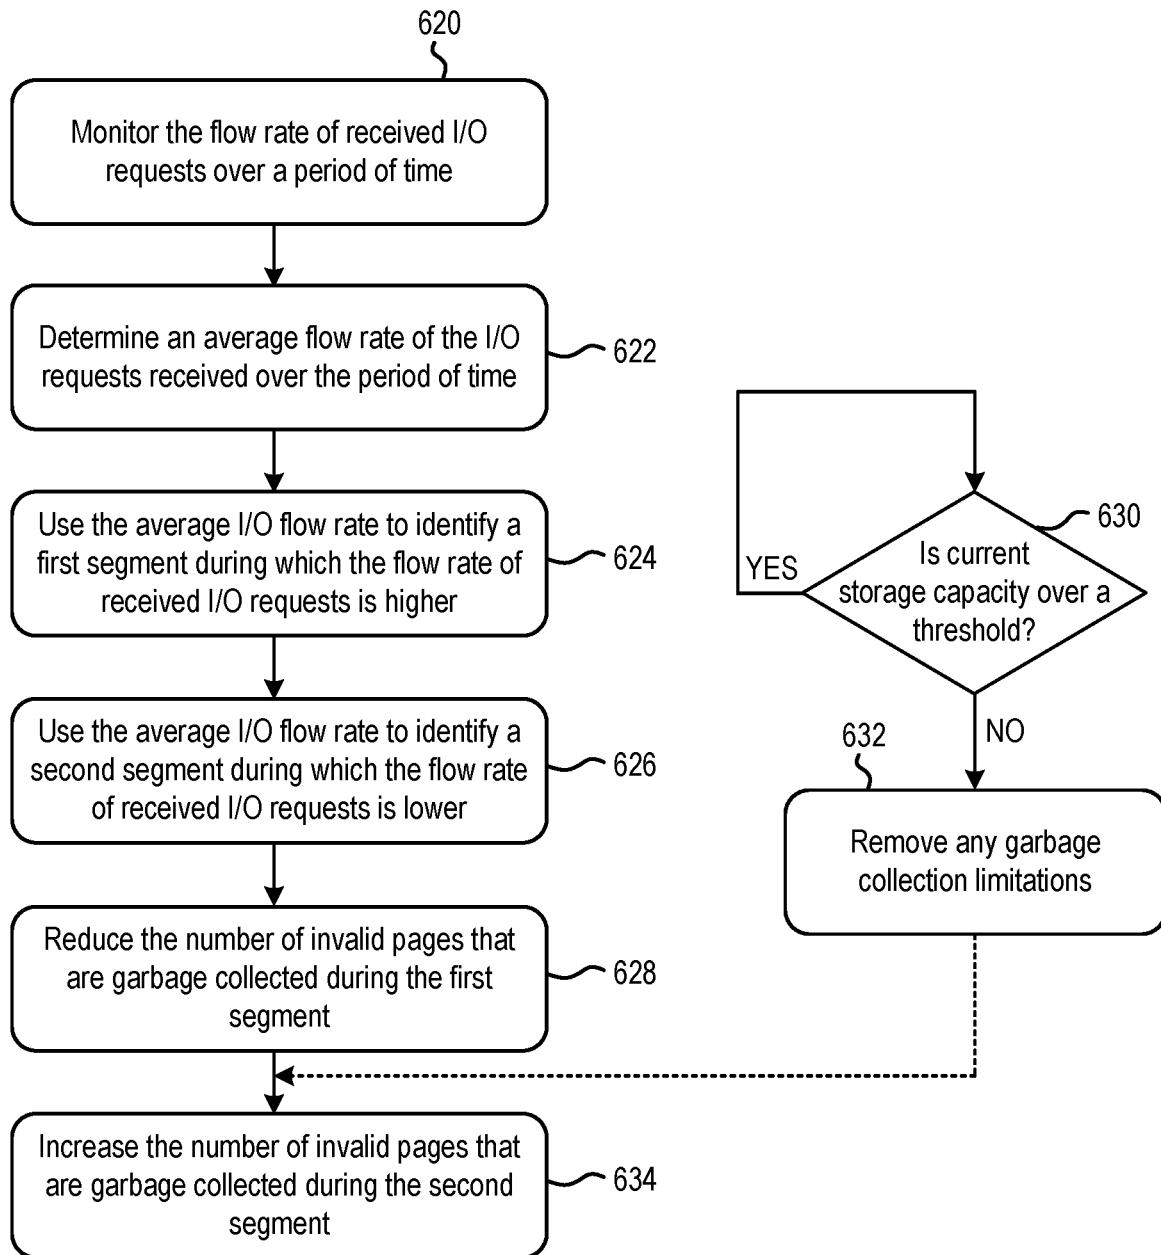 620
Monitor the flow rate of received I/O
requests over a period of time
Determine an average flow rate of the I/O
requests received over the period of time
622
Use the average I/O flow rate to identify a
first segment during which the flow rate of
received I/O requests is higher
624
Use the average I/O flow rate to identify a
second segment during which the flow rate
of received I/O requests is lower
626
Reduce the number of invalid pages that
are garbage collected during the first
segment
628
630
Is current
storage capacity over a
threshold?
YES
NO
632
Remove any garbage
collection limitations
Increase the number of invalid pages that
are garbage collected during the second
segment
634